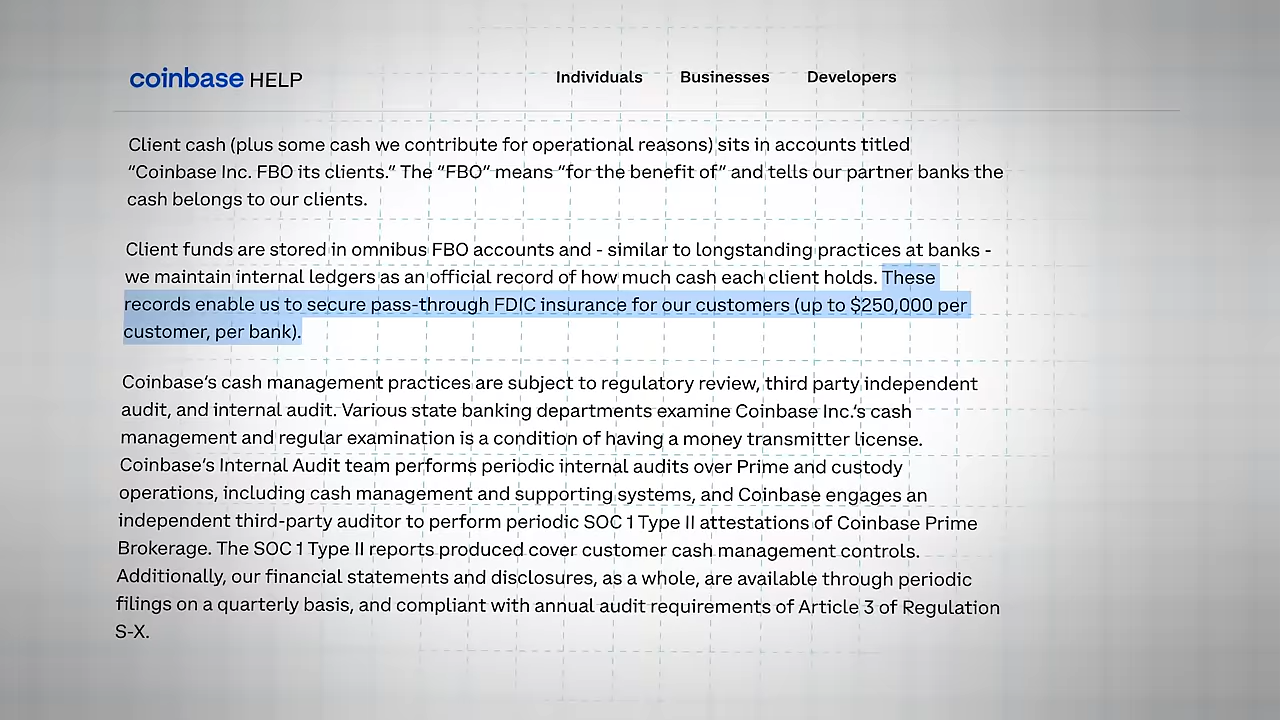 coinbase HELP
Individuals Businesses Developers
Client cash (plus some cash we contribute for operational reasons) sits in accounts titled
“Coinbase Inc. FBO its clients.” The “FBO” means “for the benefit of” and tells our partner banks the
cash belongs to our clients.
Client funds are stored in omnibus FBO accounts and - similar to longstanding practices at banks -
we maintain internal ledgers as an official record of how much cash each client holds. These
records enable us to secure pass-through FDIC insurance for our customers (up to $250,000 per
customer, per bank).
Coinbase’s cash management practices are subject to regulatory review, third party independent
audit, and internal audit. Various state banking departments examine Coinbase Inc.’s cash
management and regular examination is a condition of having a money transmitter license.
Coinbase’s Internal Audit team performs periodic internal audits over Prime and custody
operations, including cash management and supporting systems, and Coinbase engages an
independent third-party auditor to perform periodic SOC 1 Type II attestations of Coinbase Prime
Brokerage. The SOC 1 Type II reports produced cover customer cash management controls.
Additionally, our financial statements and disclosures, as a whole, are available through periodic
filings on a quarterly basis, and compliant with annual audit requirements of Article 3 of Regulation
S-X.